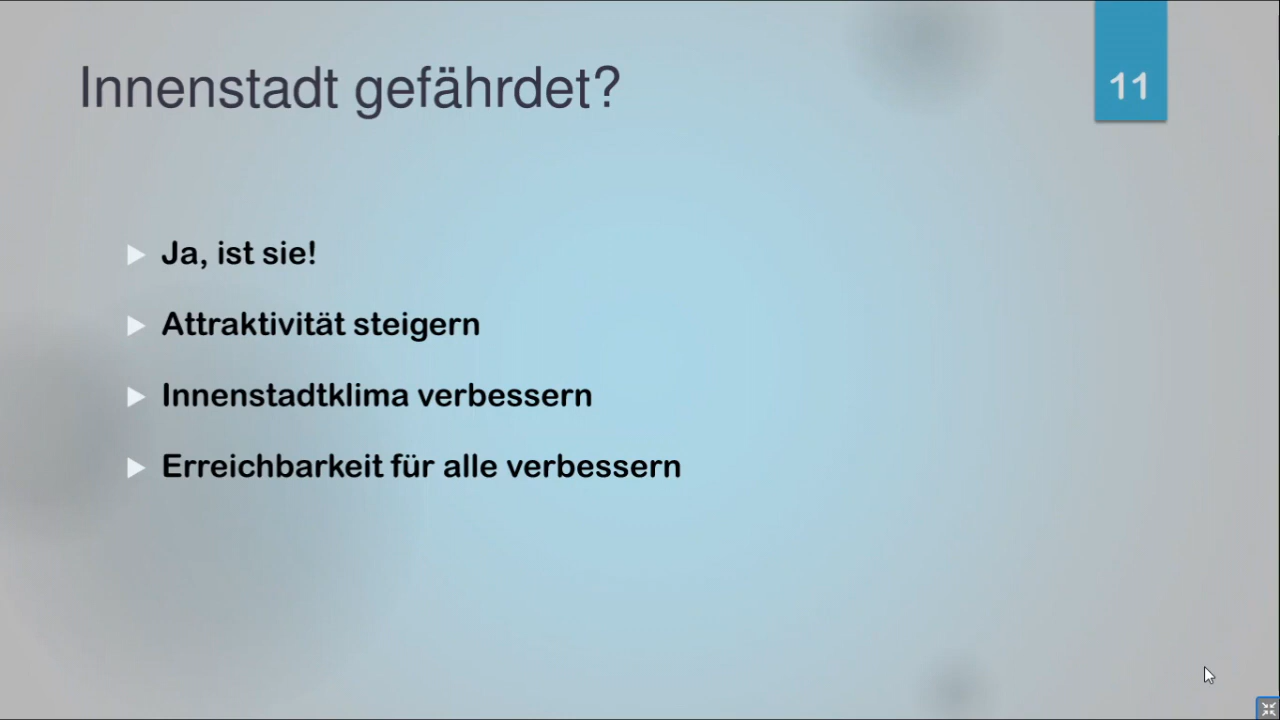 Innenstadt gefährdet?
11
Ja, ist sie!
Attraktivität steigern
Innenstadtklima verbessern
Erreichbarkeit für alle verbessern